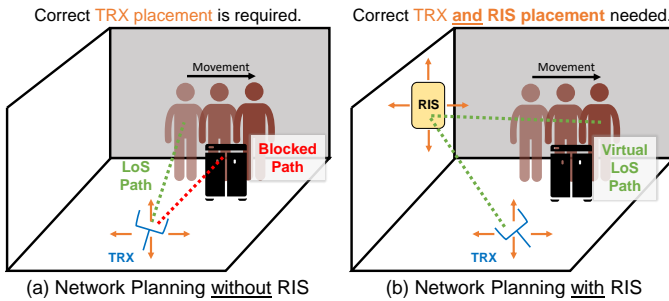 Correct TRX placement is required.
Movement
LoS
Path
Blocked
Path
TRX
(a) Network Planning without RIS
Correct TRX and RIS placement needed.
Movement
RIS
Virtual
LoS
Path
TRX
(b) Network Planning with RIS